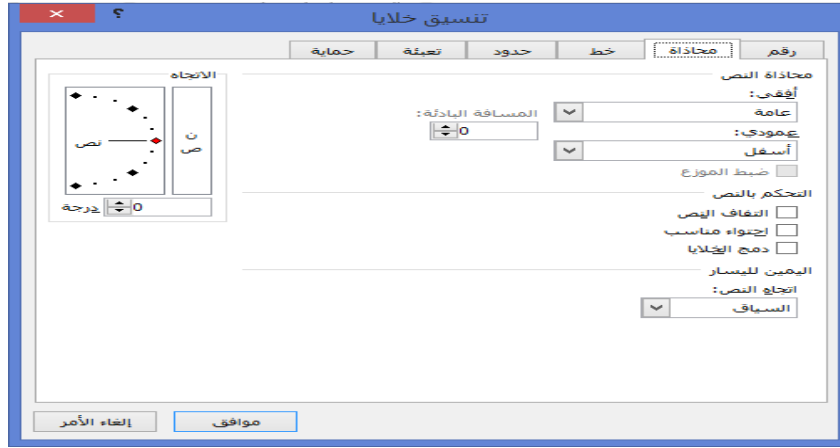 تنسيق خلايا
؟
رقم
محاذاة
خط
حدود
تعبئة
حماية
محاذاة النص
أفقي:
عامة
المسافة البادئة:
0
عمودي:
أسفل
ضبط الموزع
التحكم بالنص
التفاف النص
احتواء مناسب
دمج الخلايا
اليمين لليسار
اتجاه النص:
السياق
الاتجاه
ن
ص
نص
0 درجة
موافق
إلغاء الأمر